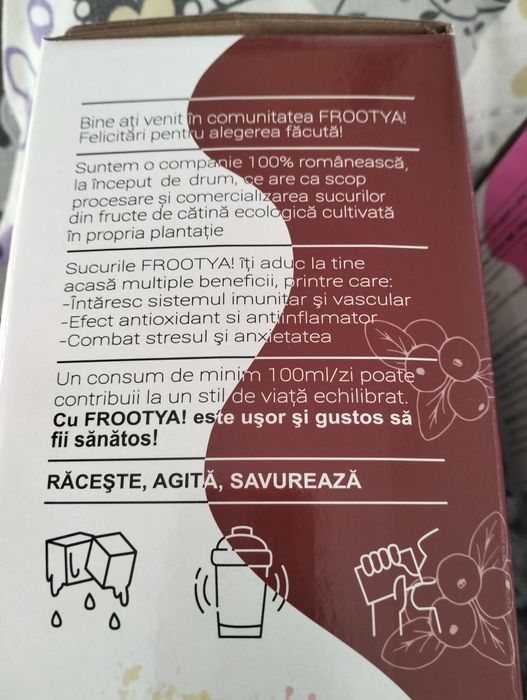 Bine ați venit în comunitatea FROOTYA!
Felicitări pentru alegerea făcută!
Suntem o companie 100% românească,
la început de drum, ce are ca scop
procesare și comercializarea sucurilor
din fructe de cătină ecologică cultivată
în propria plantație
Sucurile FROOTYA! îți aduc la tine
acasă multiple beneficii, printre care:
-Întăresc sistemul imunitar și vascular
-Efect antioxidant si antiinflamator
-Combat stresul și anxietatea
Un consum de minim 100ml/zi poate
contribuii la un stil de viață echilibrat.
Cu FROOTYA! este ușor și gustos să
fii sănătos!
RĂCEȘTE, AGITĂ, SAVUREAZĂ